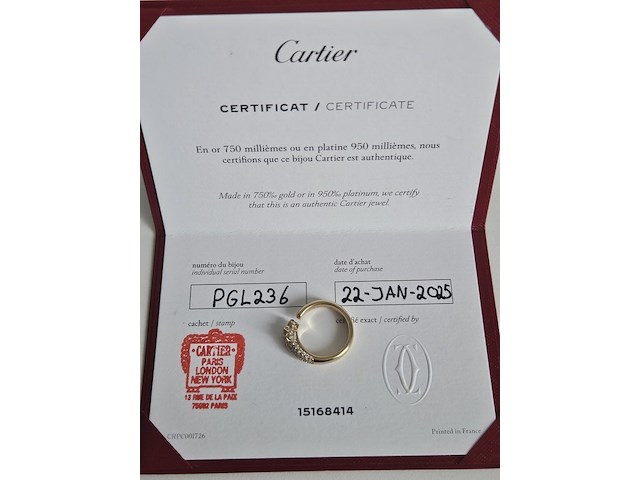 Cartier
CERTIFICAT / CERTIFICATE
En or 750 millièmes ou en platine 950 millièmes, nous
certifions que ce bijou Cartier est authentique.
Made in 750‰ gold or in 950‰ platinum, we certify
that this is an authentic Cartier jewel.
numéro du bijou
individual serial number
PGL236
date d'achat
date of purchase
22-JAN-2025
cachet / stamp
exact / certified by
CARTIER
PARIS
LONDON
NEW YORK
13 RUE DE LA PAIX
75002 PARIS
15168414
CHPC001726
Printed in France